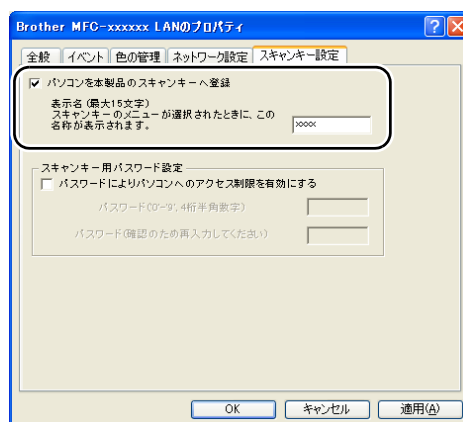 Brother MFC-xxxxxx LANのプロパティ
全般 イベント 色の管理 ネットワーク設定 スキャンキー設定
パソコンを本製品のスキャンキーへ登録
表示名 (最大15文字)
スキャンキーのメニューが選択されたときに、この
名称が表示されます。
xxxxx
スキャンキー用パスワード設定
パスワードによりパソコンへのアクセス制限を有効にする
パスワード('0'-'9', 4桁半角数字)
パスワード(確認のため再入力してください)
OK キャンセル 適用(A)